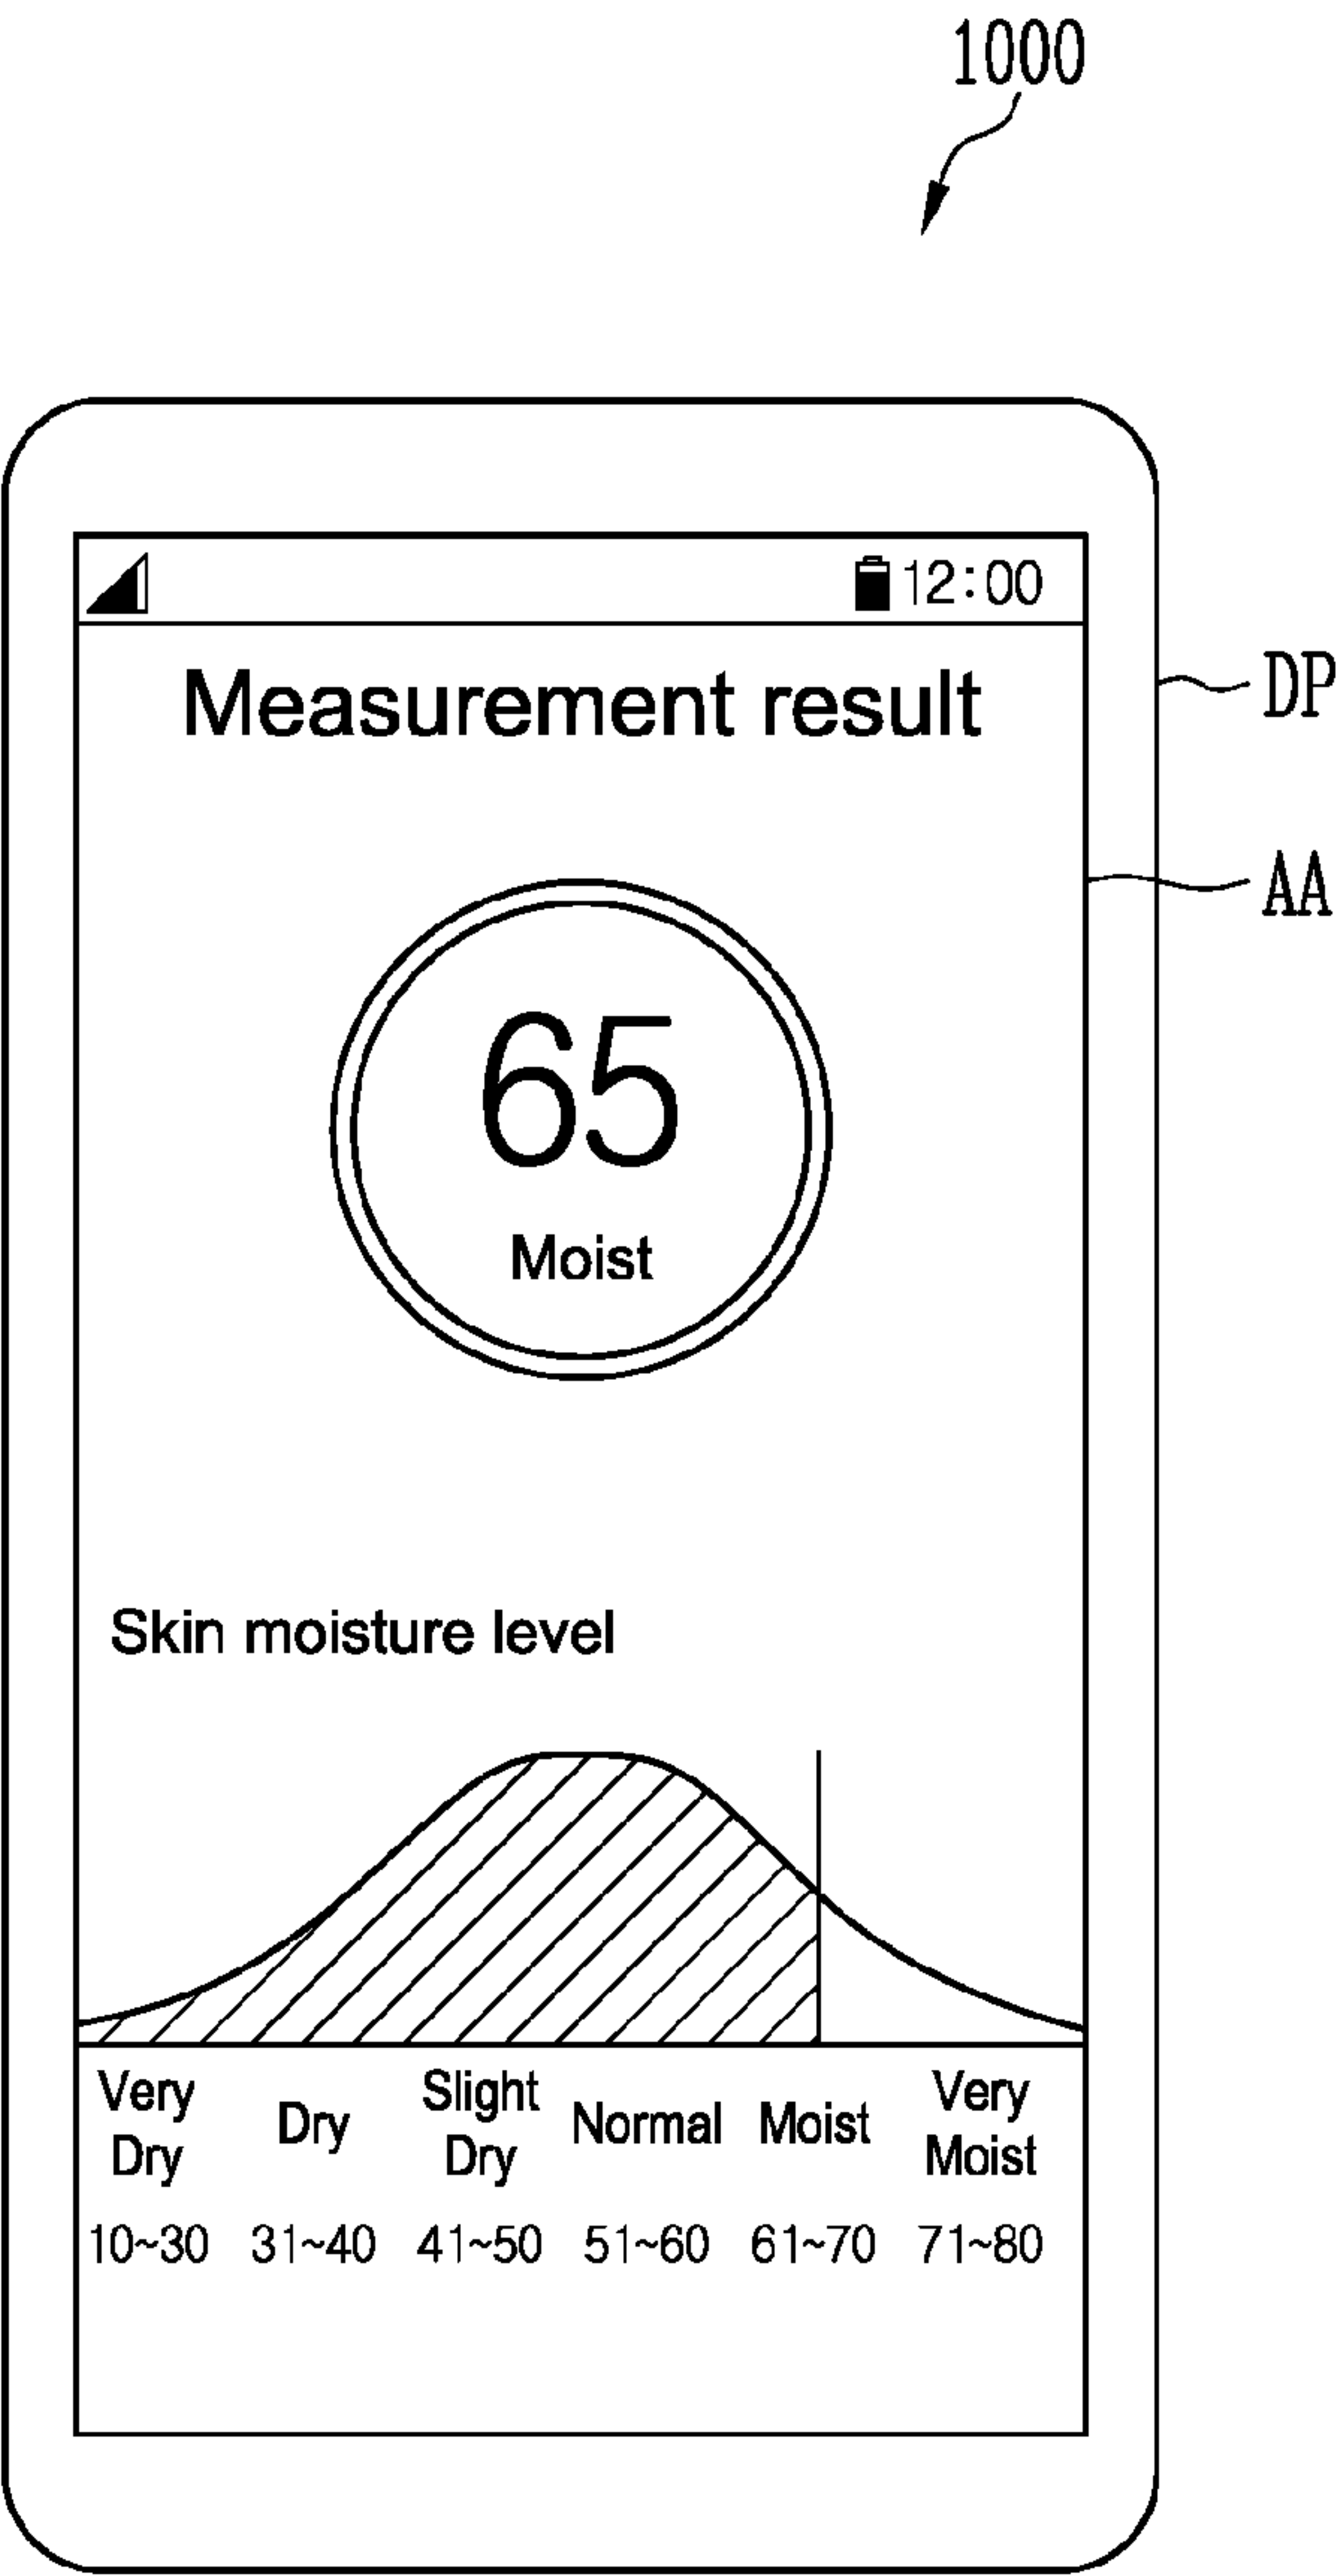 1000
12:00
DP
Measurement result
AA
65
Moist
Skin moisture level
Very Dry
Dry
Slight Dry
Normal
Moist
Very Moist
10~30 31~40 41~50 51~60 61~70 71~80